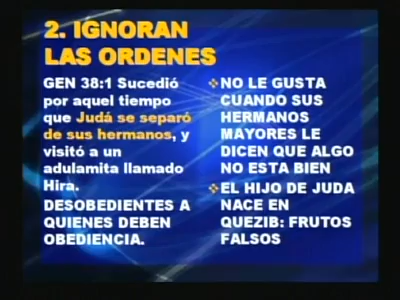 2. IGNORAN
LAS ORDENES
GEN 38:1 Sucedió
por aquel tiempo
que Judá se separó
de sus hermanos, y
visitó a un
adulamita llamado
Hira.
DESOBEDIENTES A
QUIENES DEBEN
OBEDIENCIA.
NO LE GUSTA
CUANDO SUS
HERMANOS
MAYORES LE
DICEN QUE ALGO
NO ESTA BIEN
EL HIJO DE JUDA
NACE EN
QUEZIB: FRUTOS
FALSOS